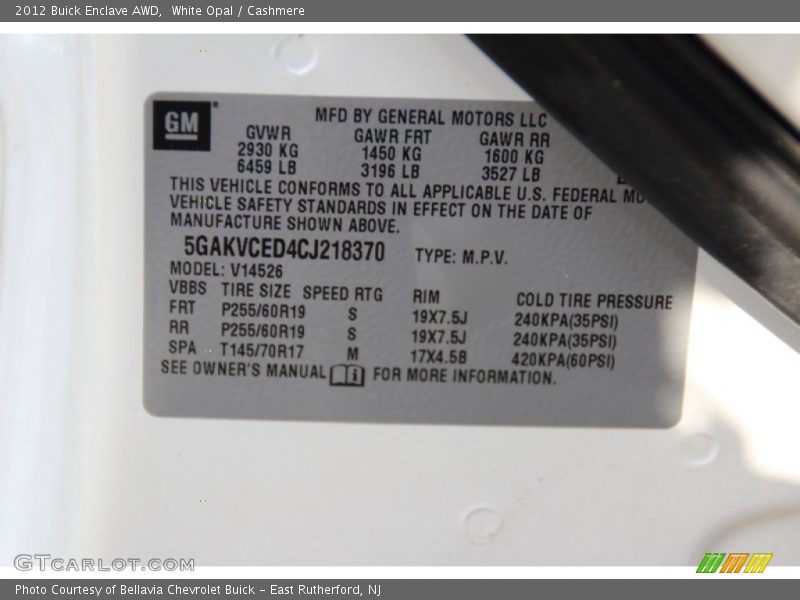 2012 Buick Enclave AWD,  White Opal / Cashmere
GM
MFD BY GENERAL MOTORS LLC
GVWR GAWR FRT GAWR RR
2930 KG 1450 KG 1600 KG
6459 LB 3196 LB 3527 LB
THIS VEHICLE CONFORMS TO ALL APPLICABLE U.S. FEDERAL
VEHICLE SAFETY STANDARDS IN EFFECT ON THE DATE OF
MANUFACTURE SHOWN ABOVE.
5GAKVCED4CJ218370 TYPE: M.P.V.
MODEL: V14526
VBBS TIRE SIZE SPEED RTG RIM COLD TIRE PRESSURE
FRT P255/60R19 S 19X7.5J 240KPA(35PSI)
RR P255/60R19 S 19X7.5J 240KPA(35PSI)
SPA T145/70R17 M 17X4.5B 420KPA(60PSI)
SEE OWNER'S MANUAL FOR MORE INFORMATION.
GTCARLOT.COM
Photo Courtesy of Bellavia Chevrolet Buick - East Rutherford, NJ